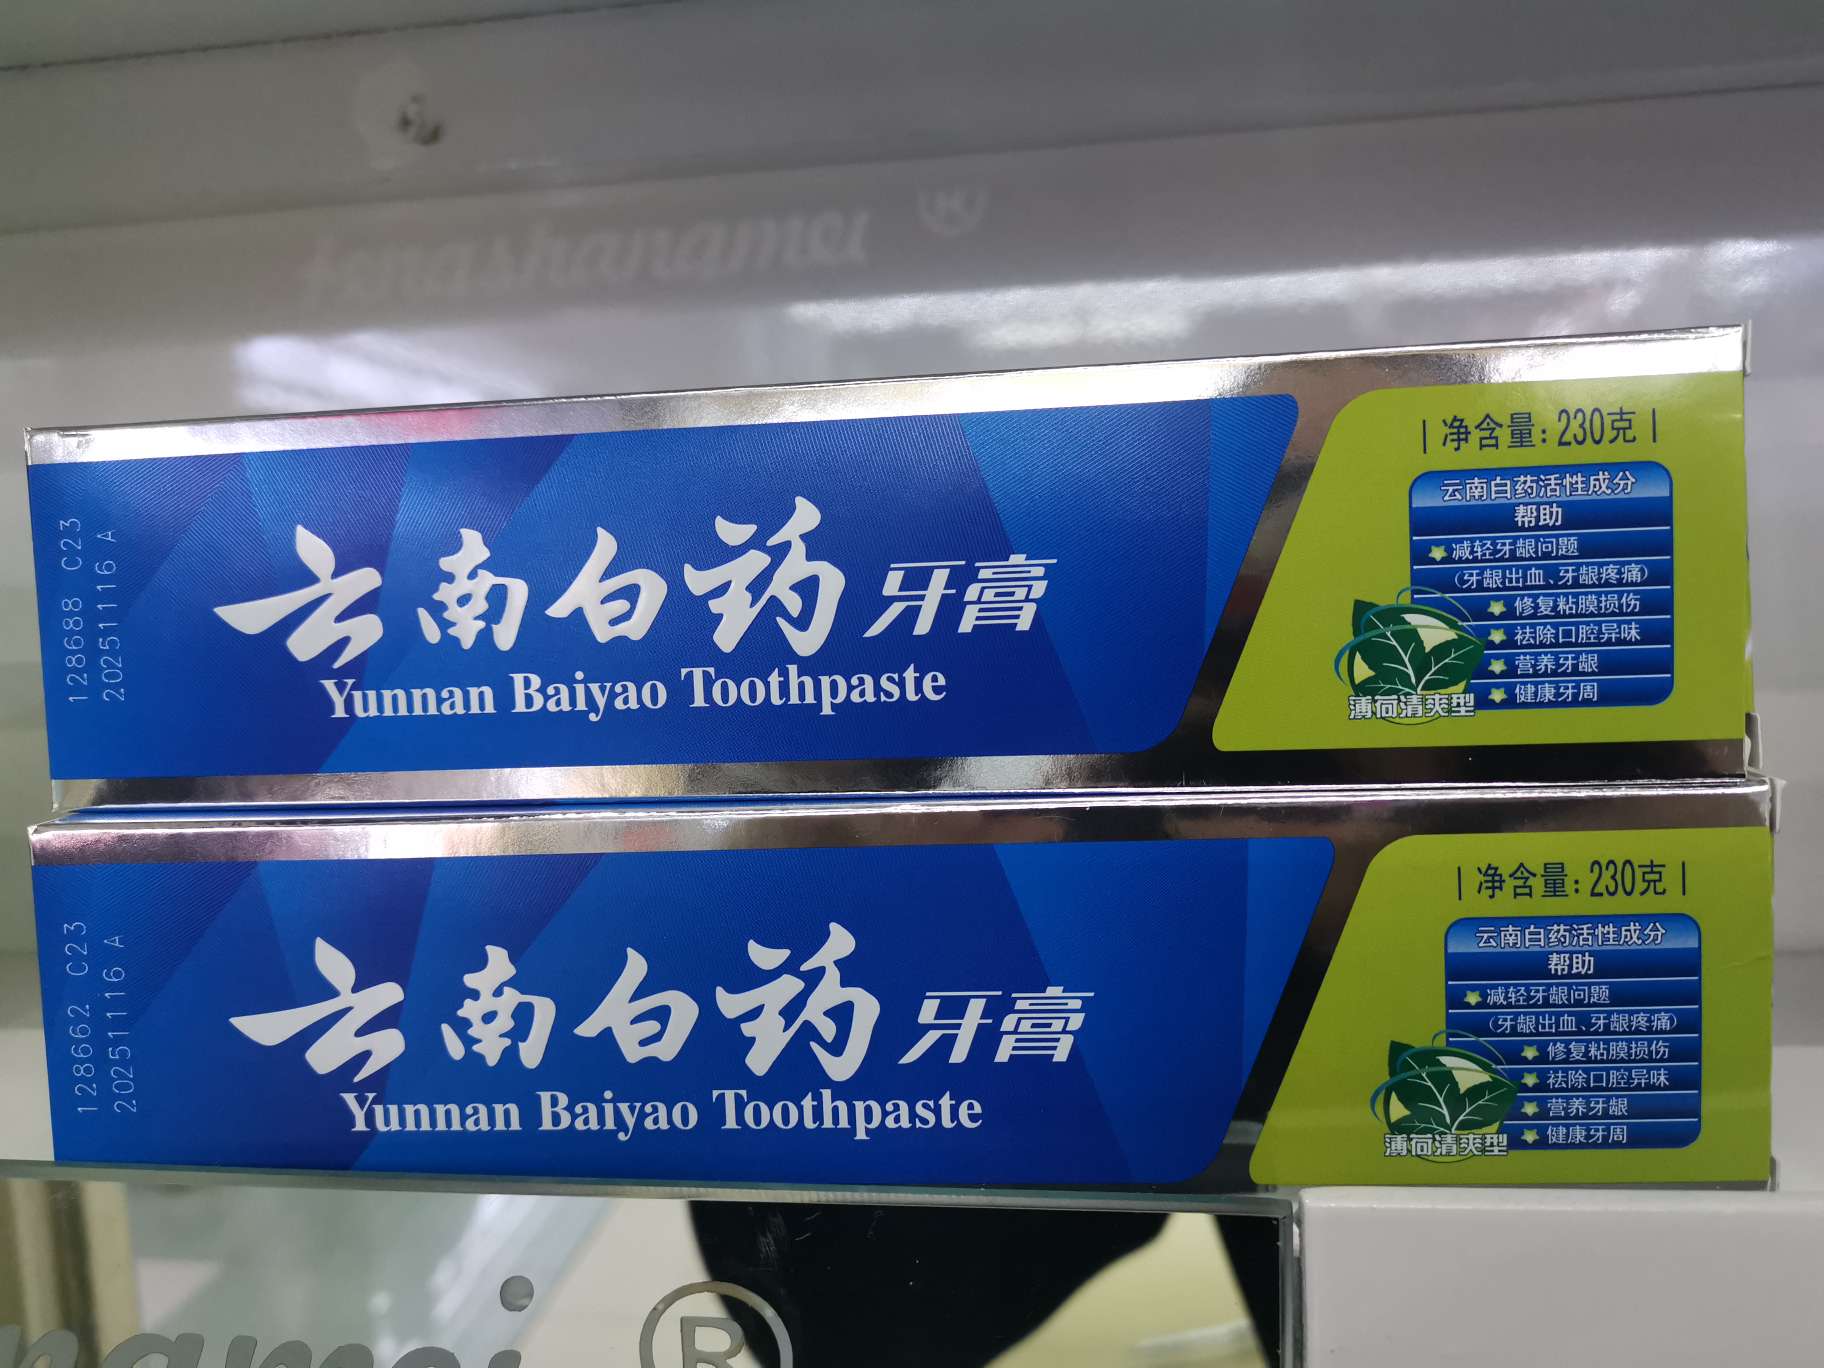 fengshangmei
128688 C23
20251116 A
云南白药牙膏
Yunnan Baiyao Toothpaste
净含量:230克
云南白药活性成分
帮助
减轻牙龈问题
(牙龈出血、牙龈疼痛)
修复粘膜损伤
祛除口腔异味
营养牙龈
健康牙周
薄荷清爽型
128662 C23
20251116 A
云南白药牙膏
Yunnan Baiyao Toothpaste
净含量:230克
云南白药活性成分
帮助
减轻牙龈问题
(牙龈出血、牙龈疼痛)
修复粘膜损伤
祛除口腔异味
营养牙龈
健康牙周
薄荷清爽型
®